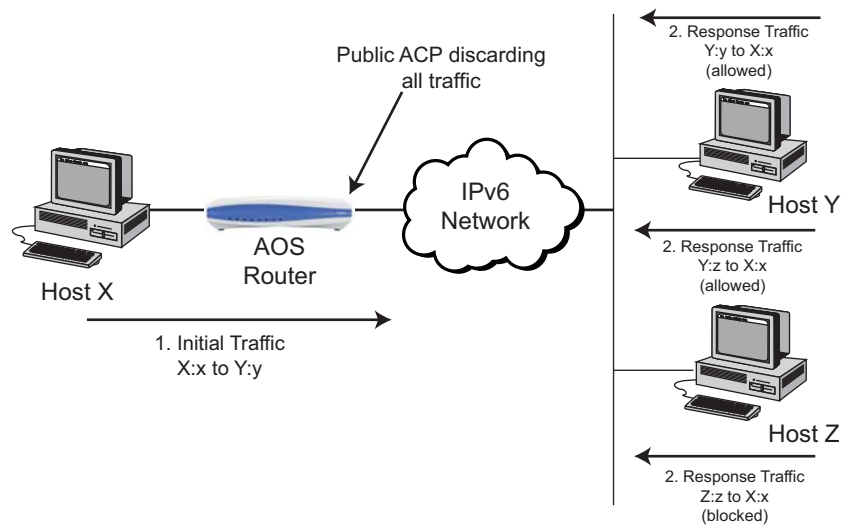 Public ACP discarding
all traffic
2. Response Traffic
Y:y to X:x
(allowed)
Host Y
IPv6
Network
AOS
Router
Host X
2. Response Traffic
Y:z to X:x
(allowed)
1. Initial Traffic
X:x to Y:y
Host Z
2. Response Traffic
Z:z to X:x
(blocked)